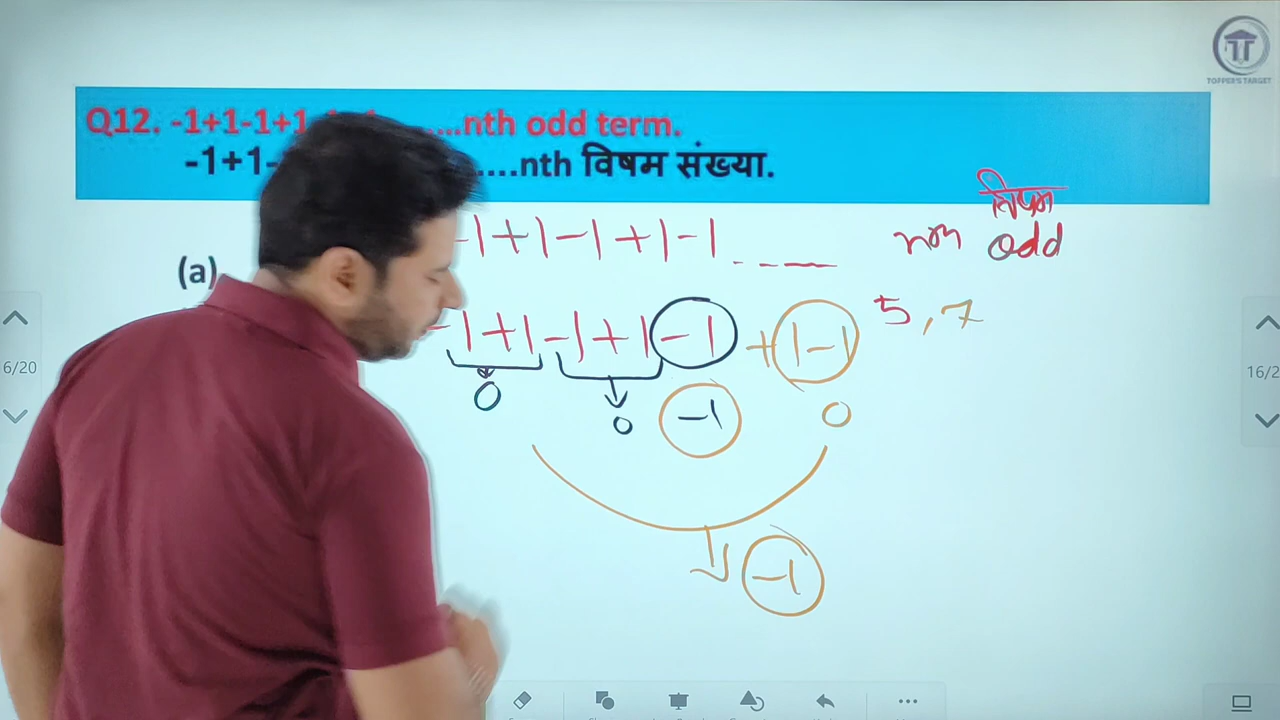 TOPPER'S TARGET
Q12. -1+1-1+1 ......nth odd term.
-1+1- ....nth विषम संख्या.
विषम
-1+1-1+1-1 _ _ _ _
nth odd
(a)
5, 7
-1+1-1+1-1 +1-1
0
0
-1
0
-1
6/20
16/2